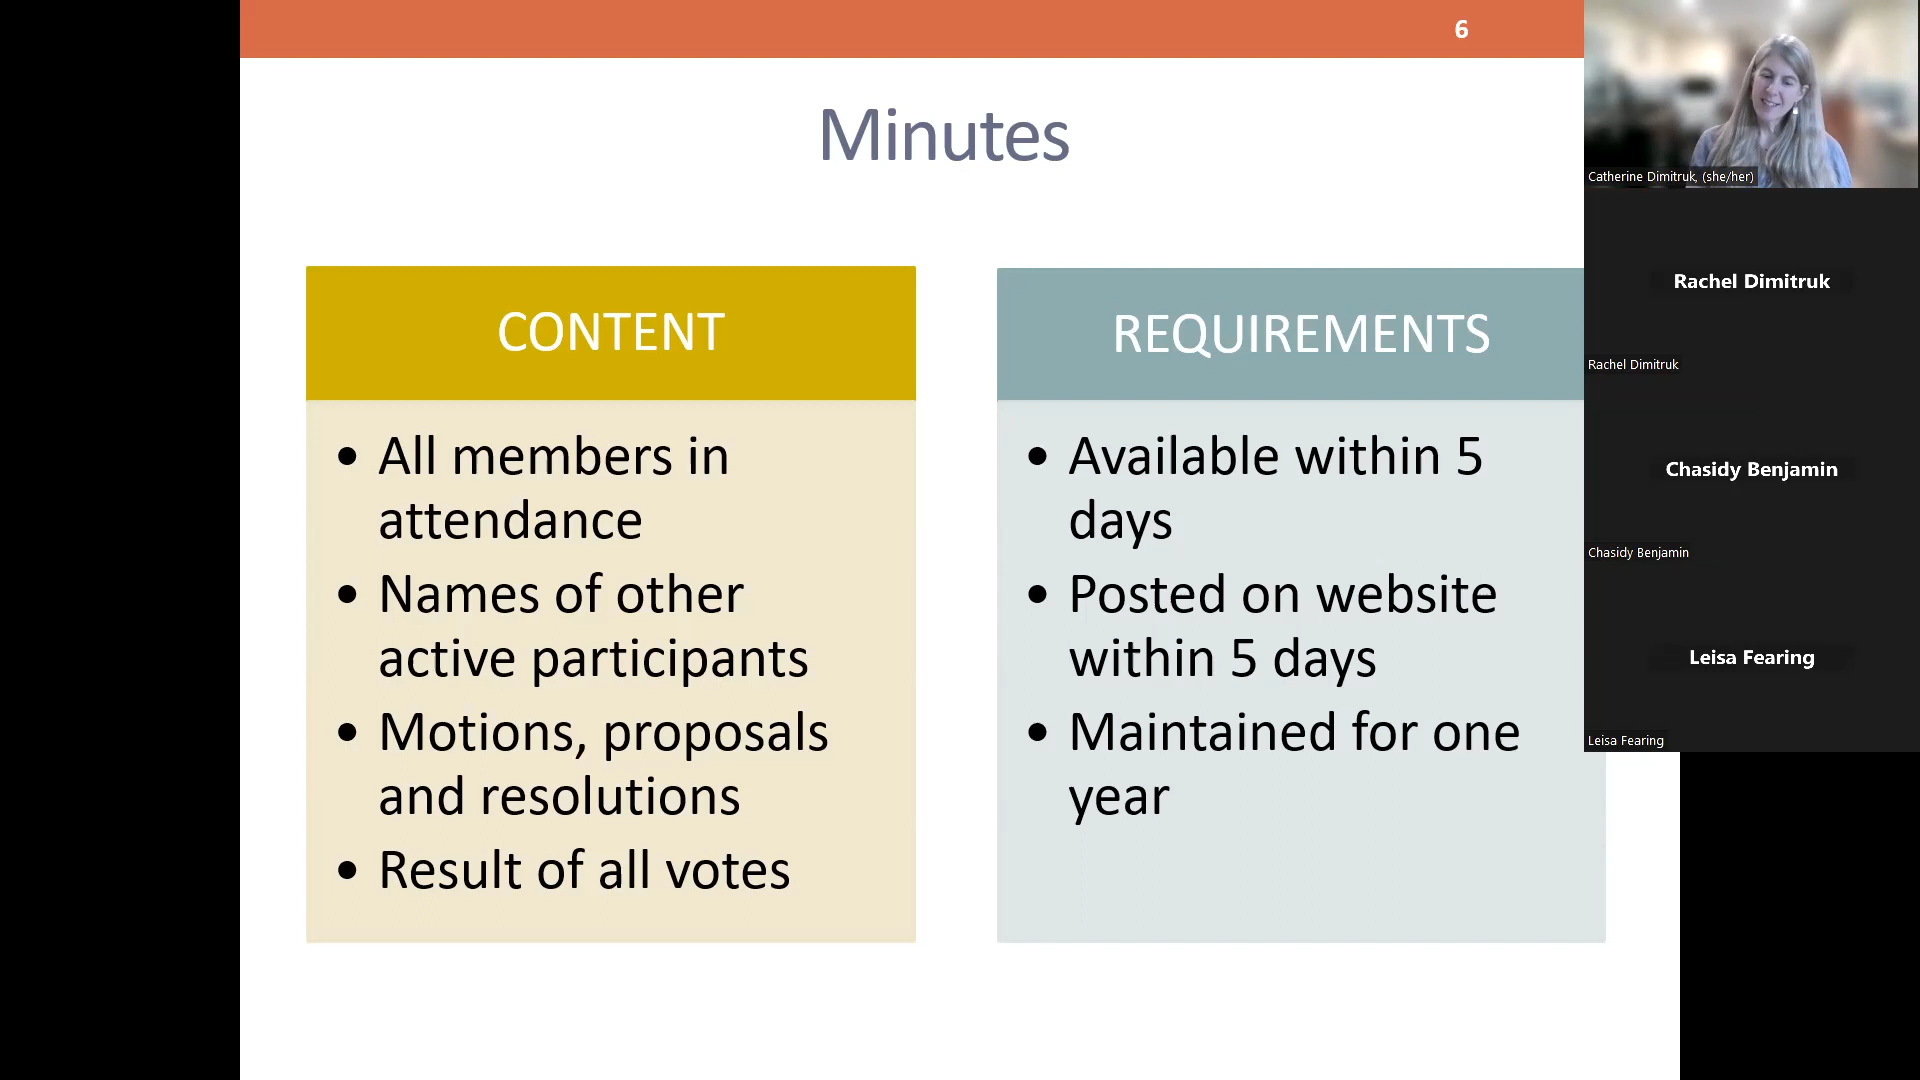 6
Minutes
CONTENT
• All members in
attendance
• Names of other
active participants
• Motions, proposals
and resolutions
• Result of all votes
REQUIREMENTS
• Available within 5
days
• Posted on website
within 5 days
• Maintained for one
year
Catherine Dimitruk, (she/her)
Rachel Dimitruk
Rachel Dimitruk
Chasidy Benjamin
Chasidy Benjamin
Leisa Fearing
Leisa Fearing